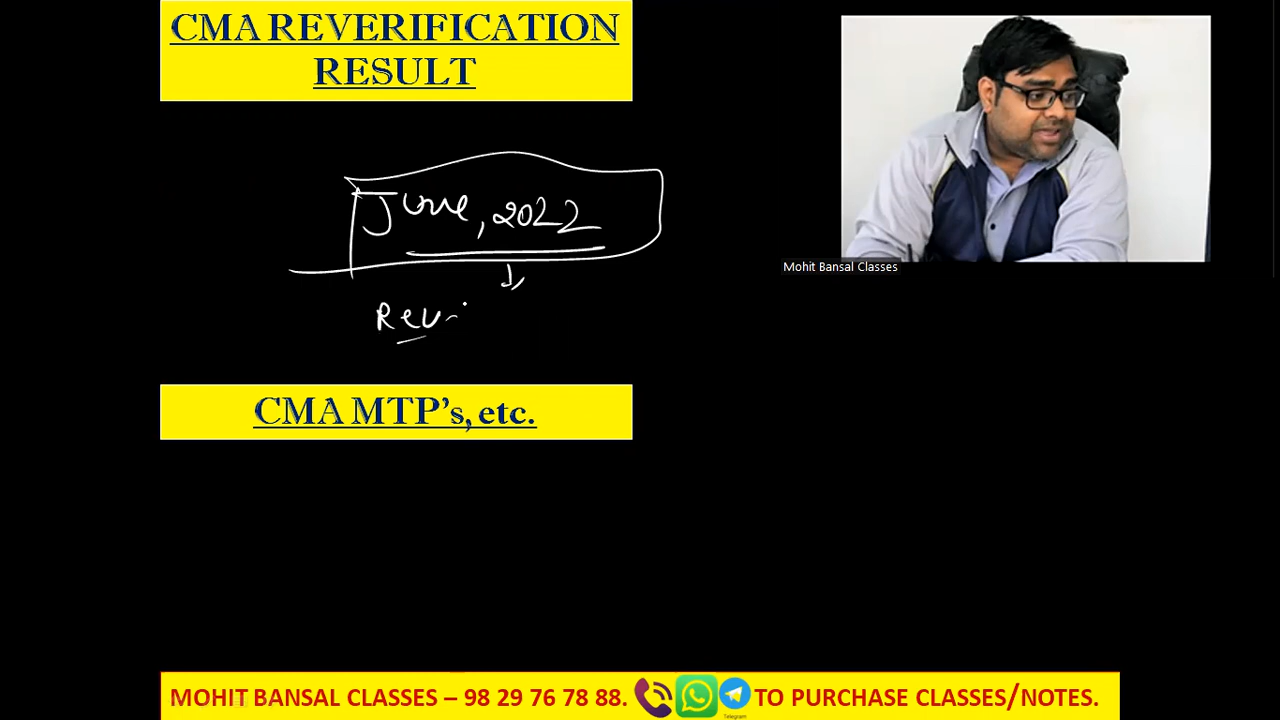 CMA REVERIFICATION
RESULT
June, 2022
Mohit Bansal Classes
CMA MTP's, etc.
MOHIT BANSAL CLASSES – 98 29 76 78 88.
TO PURCHASE CLASSES/NOTES.
Telegram